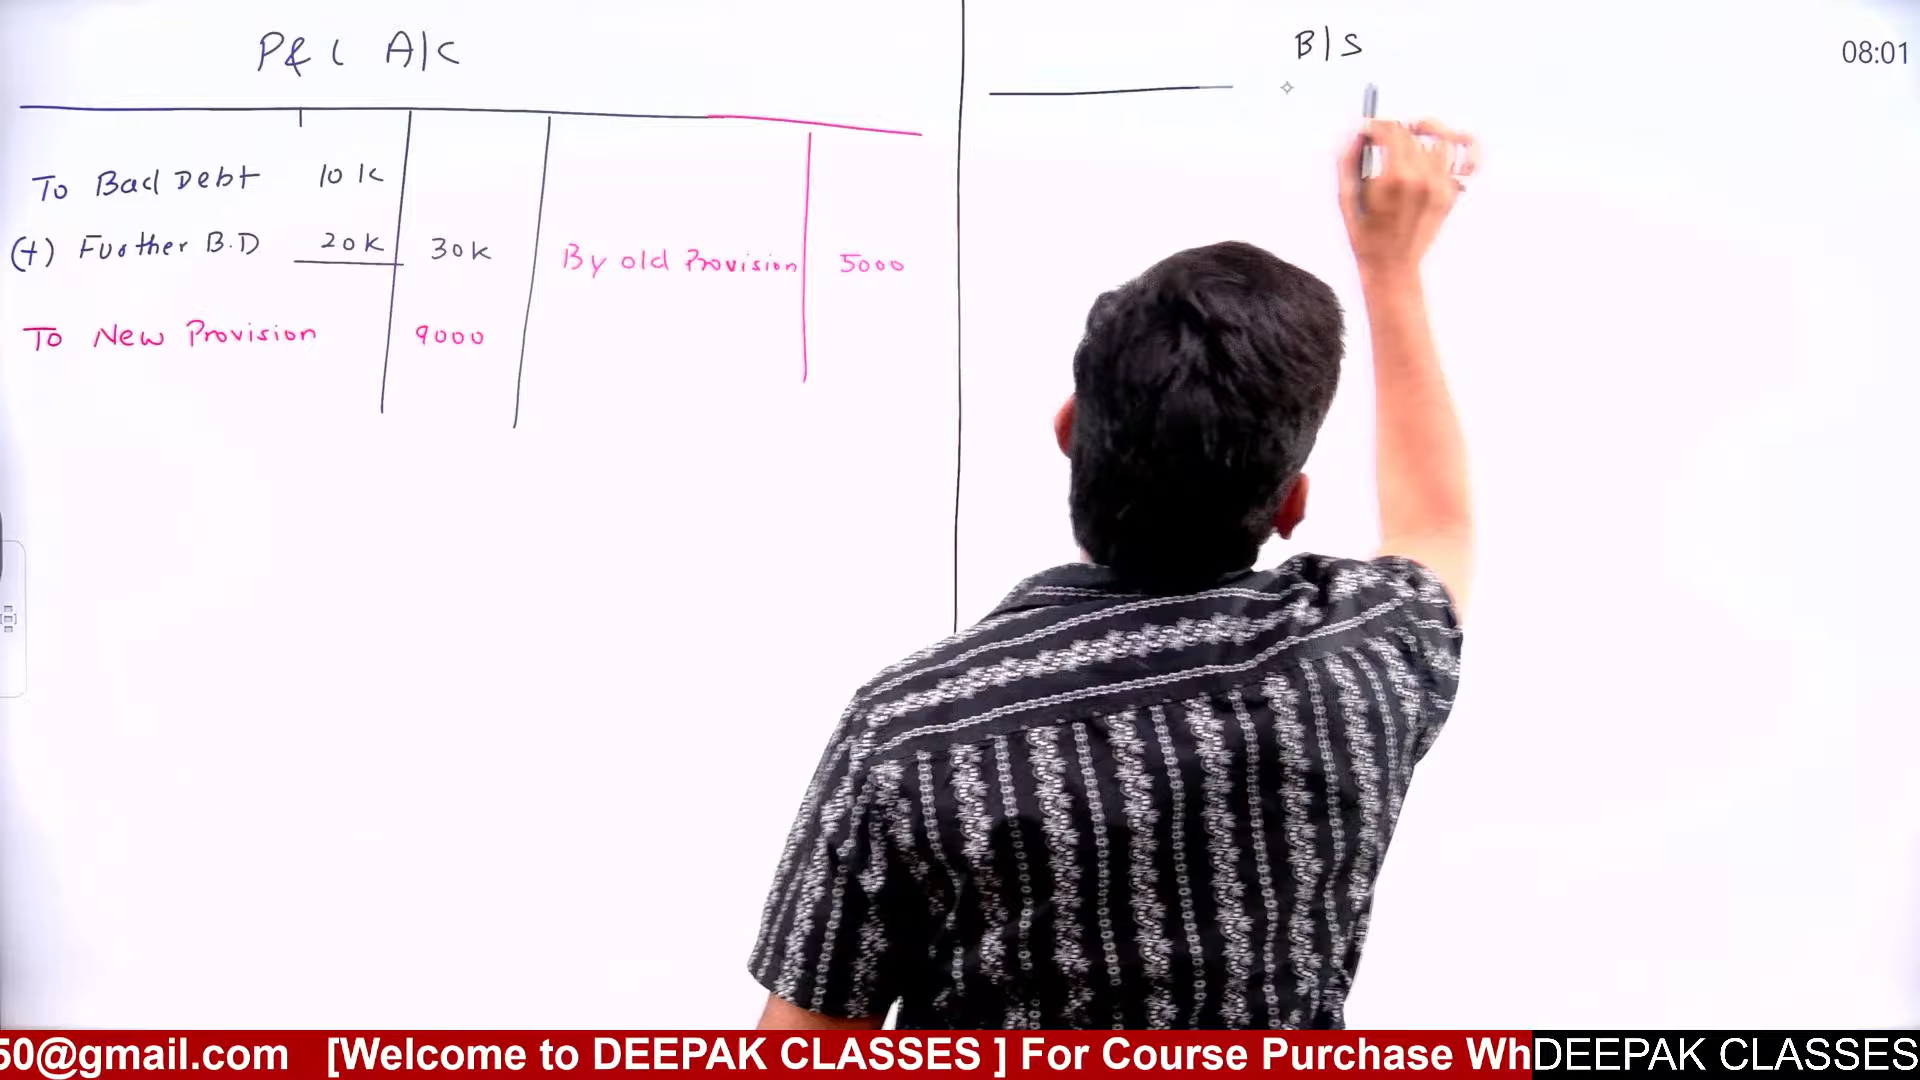 P&L A/C
B/S
08:01
To Bad Debt 10K
(+) Further B.D 20K 30K
By old Provision 5000
To New Provision 9000
50@gmail.com [Welcome to DEEPAK CLASSES ] For Course Purchase Wh
DEEPAK CLASSES